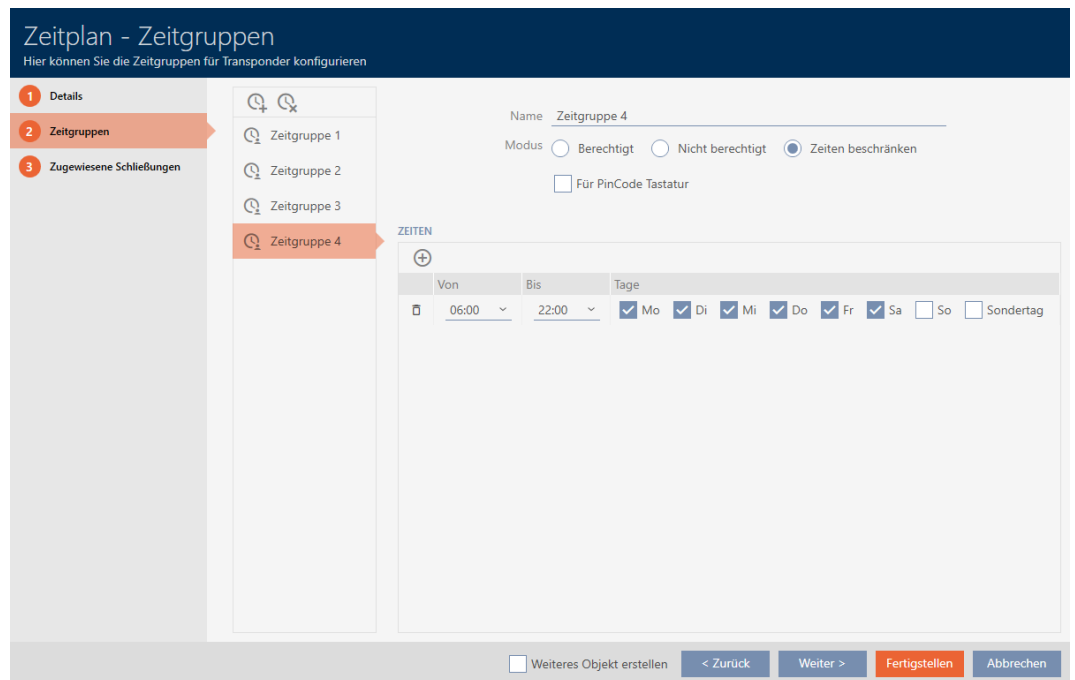 Zeitplan - Zeitgruppen
Hier können Sie die Zeitgruppen für Transponder konfigurieren
1 Details
2 Zeitgruppen
3 Zugewiesene Schließungen
Zeitgruppe 1
Zeitgruppe 2
Zeitgruppe 3
Zeitgruppe 4
Name Zeitgruppe 4
Modus Berechtigt Nicht berechtigt Zeiten beschränken
Für PinCode Tastatur
ZEITEN
Von Bis Tage
06:00 22:00 Mo Di Mi Do Fr Sa So Sondertag
Weiteres Objekt erstellen < Zurück Weiter > Fertigstellen Abbrechen